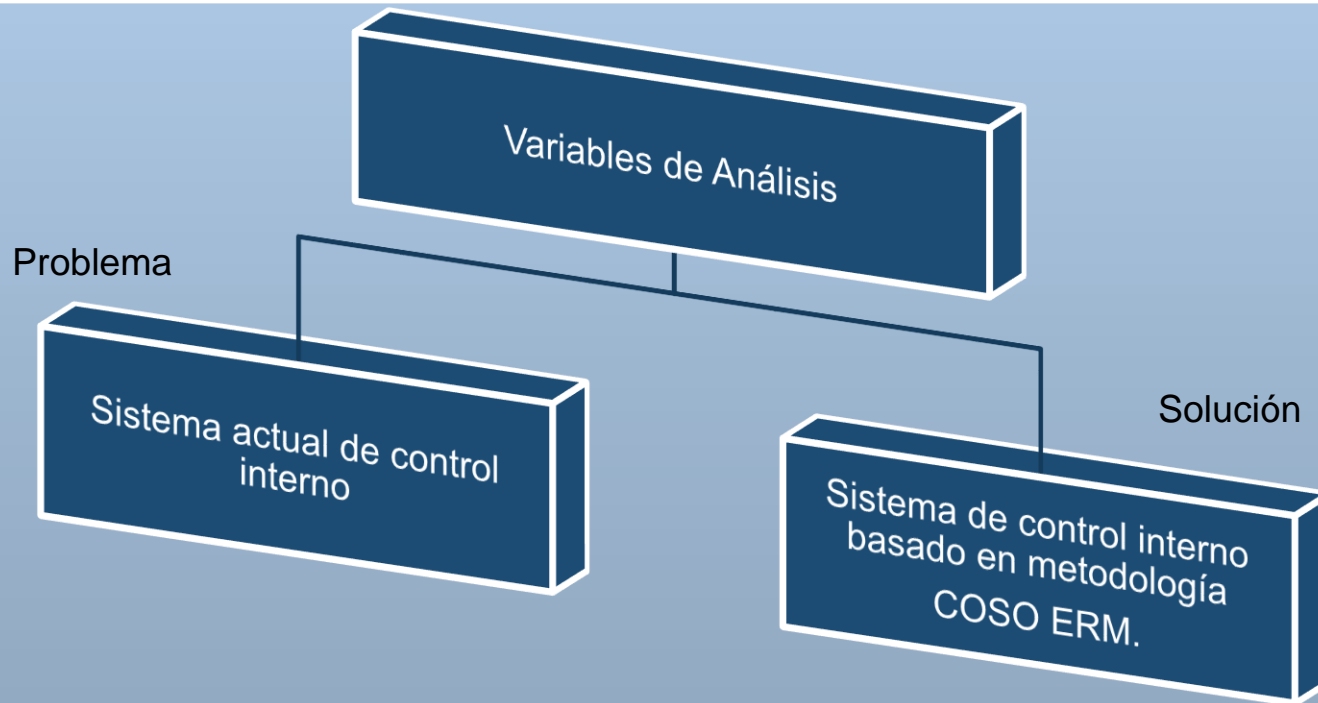 Variables de Análisis
Problema
Sistema actual de control
interno
Solución
Sistema de control interno
basado en metodología
COSO ERM.